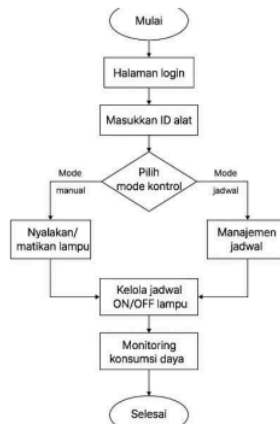 Mulai
Halaman login
Masukkan ID alat
Pilih
mode kontrol
Mode
manual
Mode
jadwal
Nyalakan/
matikan lampu
Manajemen
jadwal
Kelola jadwal
ON/OFF lampu
Monitoring
konsumsi daya
Selesai